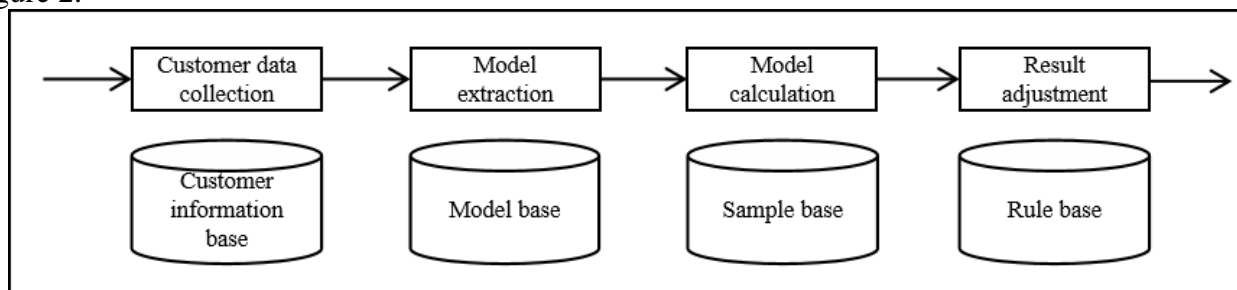 Customer data
collection
Model
extraction
Model
calculation
Result
adjustment
Customer
information
base
Model base
Sample base
Rule base